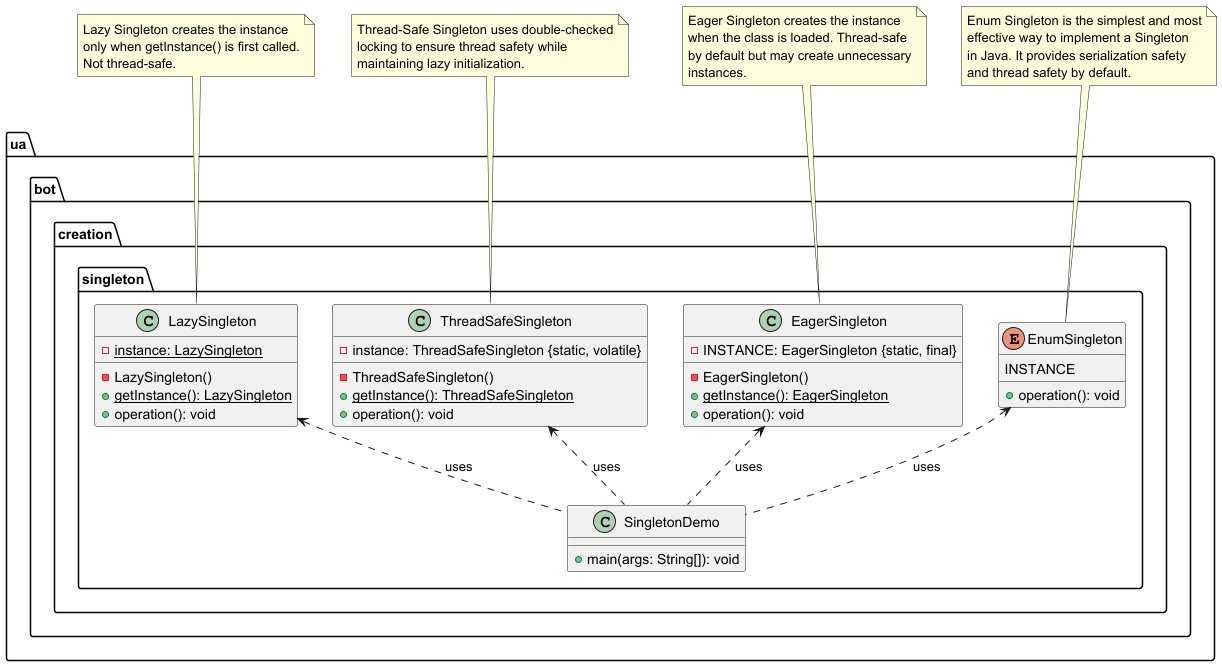 Lazy Singleton creates the instance
only when getInstance() is first called.
Not thread-safe.
Thread-Safe Singleton uses double-checked
locking to ensure thread safety while
maintaining lazy initialization.
Eager Singleton creates the instance
when the class is loaded. Thread-safe
by default but may create unnecessary
instances.
Enum Singleton is the simplest and most
effective way to implement a Singleton
in Java. It provides serialization safety
and thread safety by default.
ua
bot
creation
singleton
C LazySingleton
instance: LazySingleton
LazySingleton()
getInstance(): LazySingleton
operation(): void
C ThreadSafeSingleton
instance: ThreadSafeSingleton {static, volatile}
ThreadSafeSingleton()
getInstance(): ThreadSafeSingleton
operation(): void
C EagerSingleton
INSTANCE: EagerSingleton {static, final}
EagerSingleton()
getInstance(): EagerSingleton
operation(): void
E EnumSingleton
INSTANCE
operation(): void
uses
uses
uses
uses
C SingletonDemo
main(args: String[]): void